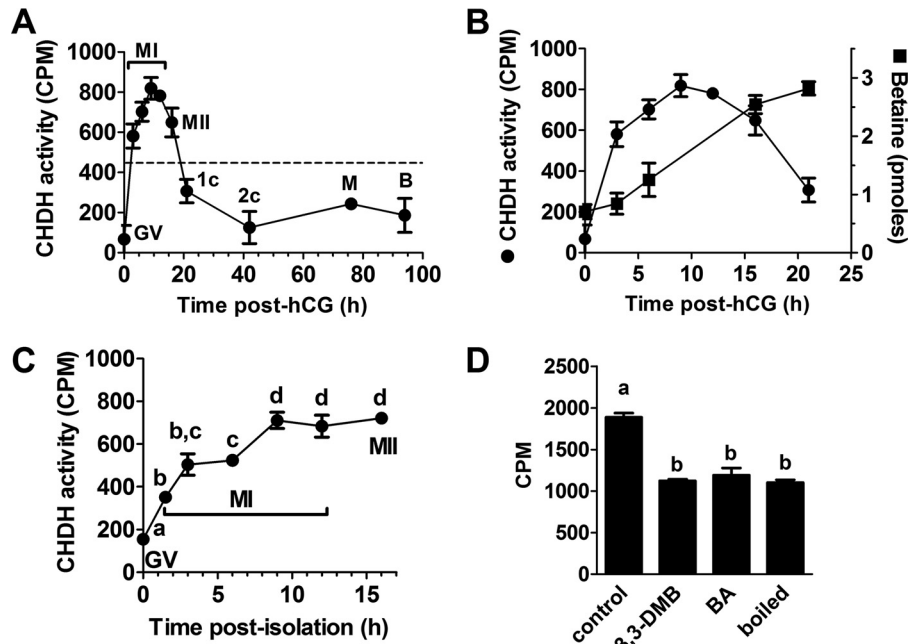 A
CHDH activity (CPM)
1000
800
600
400
200
0
MI
MII
1c
2c
M
B
GV
0 20 40 60 80 100
Time post-hCG (h)
B
CHDH activity (CPM)
1000
800
600
400
200
0
3
2
1
0
Betaine (pmoles)
0 5 10 15 20 25
Time post-hCG (h)
C
CHDH activity (CPM)
1000
800
600
400
200
0
a
b
b,c
c
d
d
d
MII
MI
GV
0 5 10 15
Time post-isolation (h)
D
CPM
2500
2000
1500
1000
500
0
a
b
b
b
control
3,3-DMB
BA
boiled